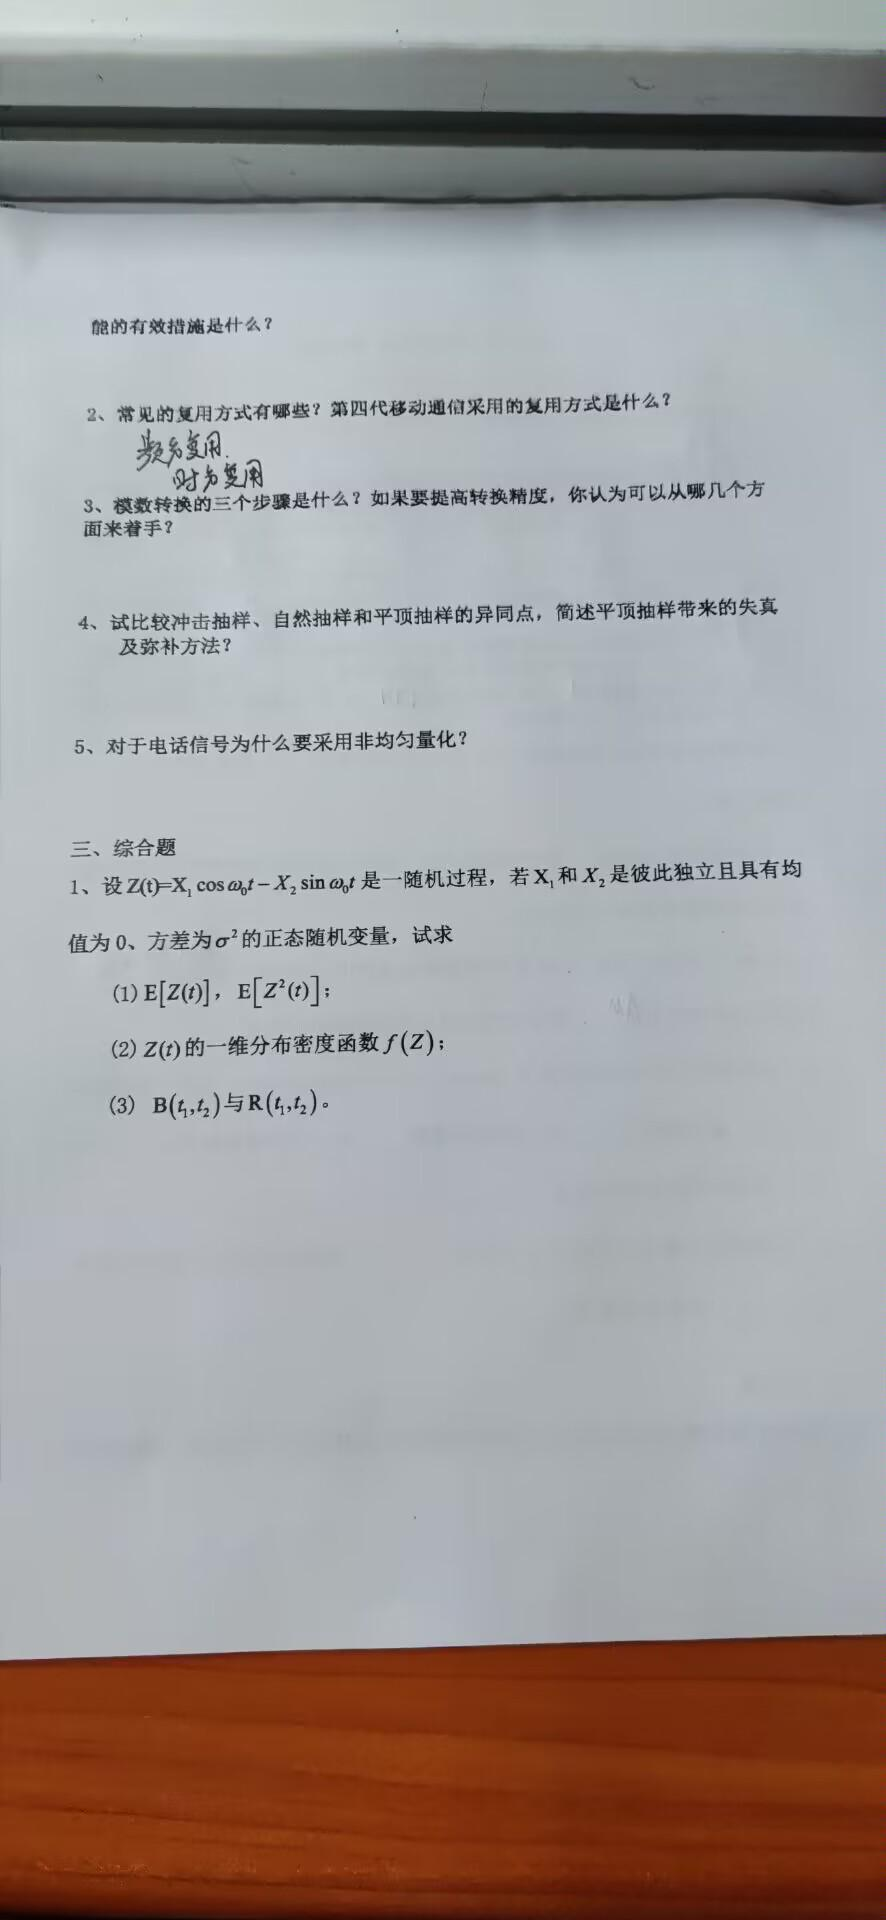 能的有效措施是什么?
2、常见的复用方式有哪些?第四代移动通信采用的复用方式是什么?
频分复用.
时分复用
3、模数转换的三个步骤是什么?如果要提高转换精度，你认为可以从哪几个方
面来着手?
4、试比较冲击抽样、自然抽样和平顶抽样的异同点，简述平顶抽样带来的失真
及弥补方法?
5、对于电话信号为什么要采用非均匀量化?
三、综合题
1、设 Z(t)=X₁ cos ω₀t − X₂ sin ω₀t 是一随机过程，若 X₁ 和 X₂ 是彼此独立且具有均
值为 0、方差为 σ² 的正态随机变量，试求
(1) E[Z(t)]，E[Z²(t)]；
(2) Z(t) 的一维分布密度函数 f(Z)；
(3) B(t₁,t₂) 与 R(t₁,t₂)。